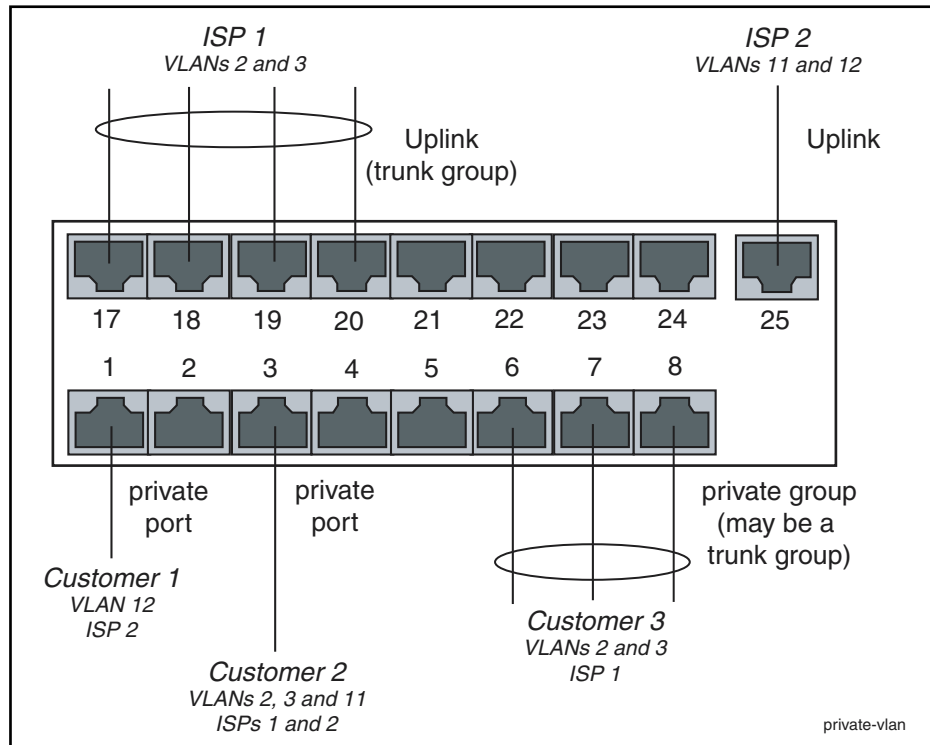 ISP 1
VLANs 2 and 3
ISP 2
VLANs 11 and 12
Uplink
(trunk group)
Uplink
17 18 19 20 21 22 23 24 25
1 2 3 4 5 6 7 8
private
port
private
port
private group
(may be a
trunk group)
Customer 1
VLAN 12
ISP 2
Customer 2
VLANs 2, 3 and 11
ISPs 1 and 2
Customer 3
VLANs 2 and 3
ISP 1
private-vlan